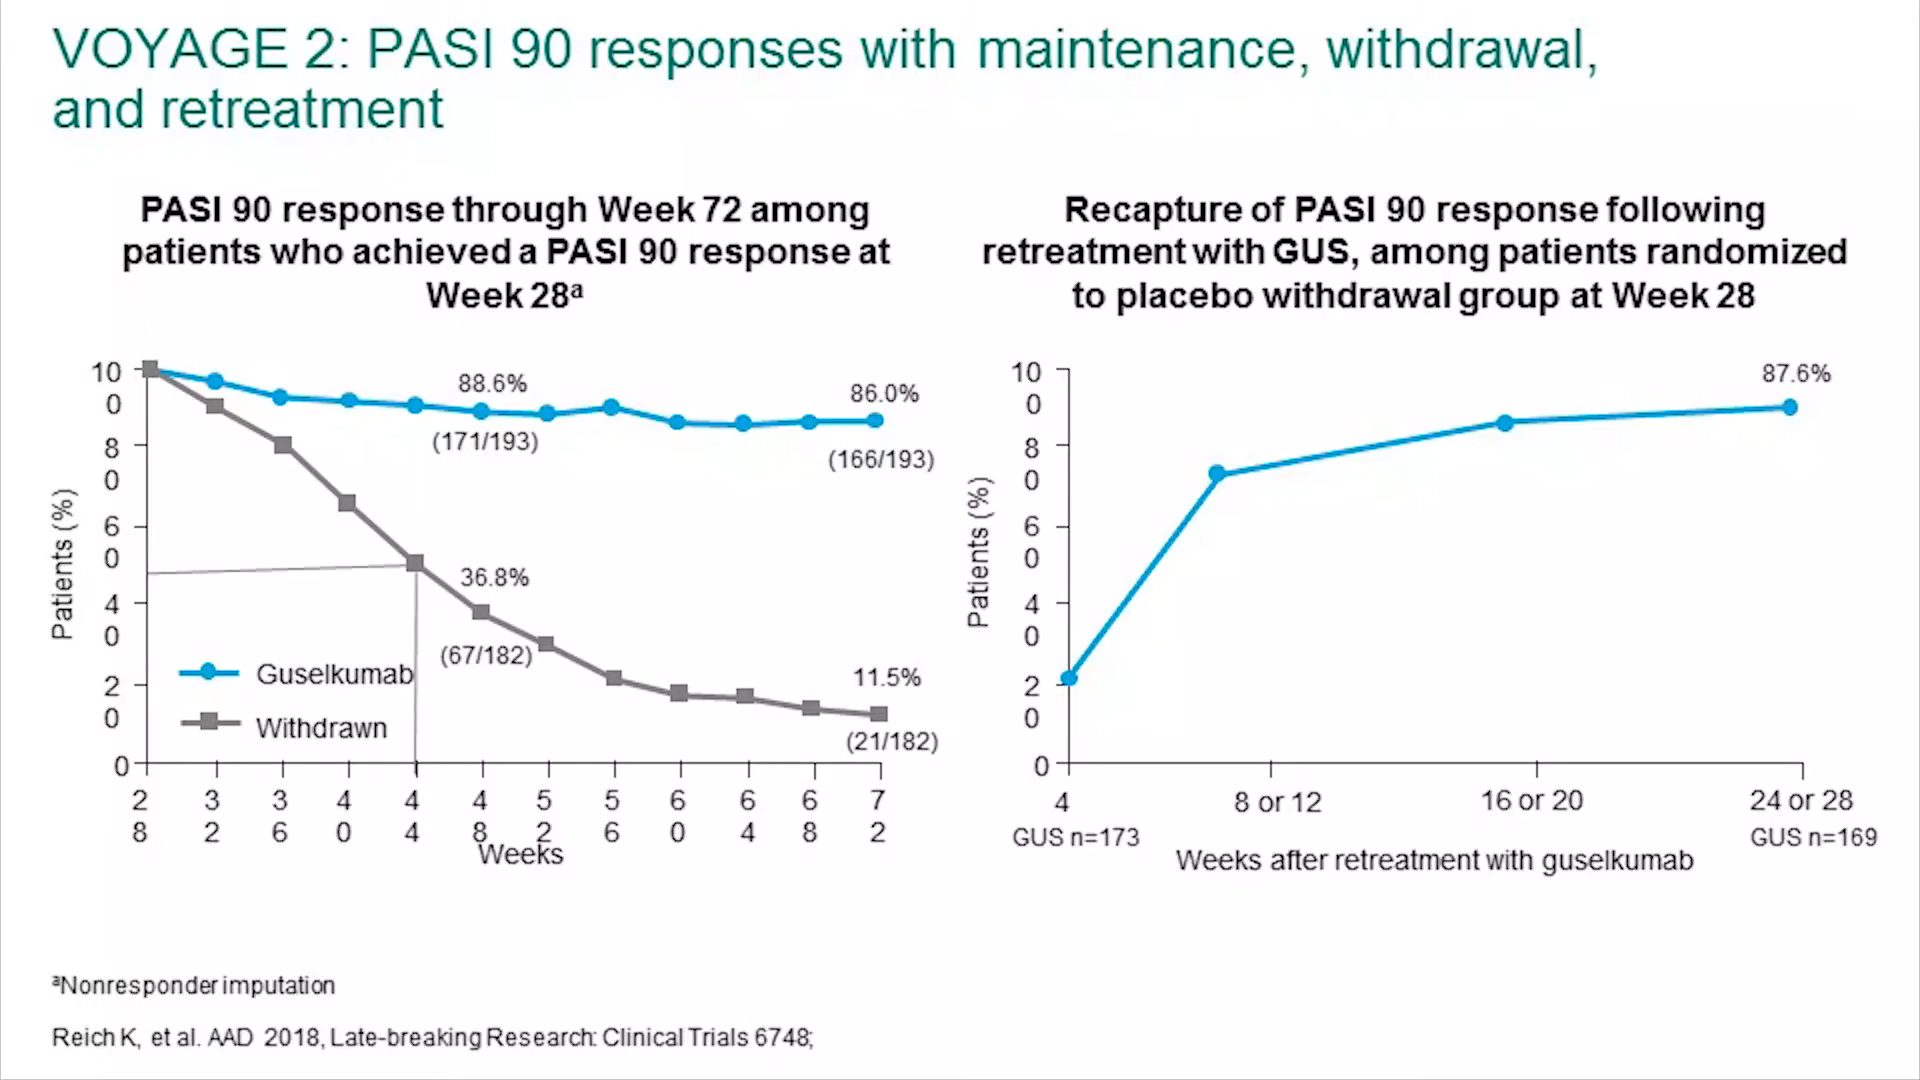 VOYAGE 2: PASI 90 responses with maintenance, withdrawal,
and retreatment
PASI 90 response through Week 72 among
patients who achieved a PASI 90 response at
Week 28ª
Patients (%)
10
0
8
0
6
0
4
0
2
0
0
88.6%
(171/193)
86.0%
(166/193)
36.8%
(67/182)
11.5%
(21/182)
Guselkumab
Withdrawn
2 3 3 4 4 4 5 5 6 6 6 7
8 2 6 0 4 8 2 6 0 4 8 2
Weeks
Recapture of PASI 90 response following
retreatment with GUS, among patients randomized
to placebo withdrawal group at Week 28
Patients (%)
10
0
8
0
6
0
4
0
2
0
0
87.6%
4 8 or 12 16 or 20 24 or 28
GUS n=173 GUS n=169
Weeks after retreatment with guselkumab
ªNonresponder imputation
Reich K, et al. AAD 2018, Late-breaking Research: Clinical Trials 6748;